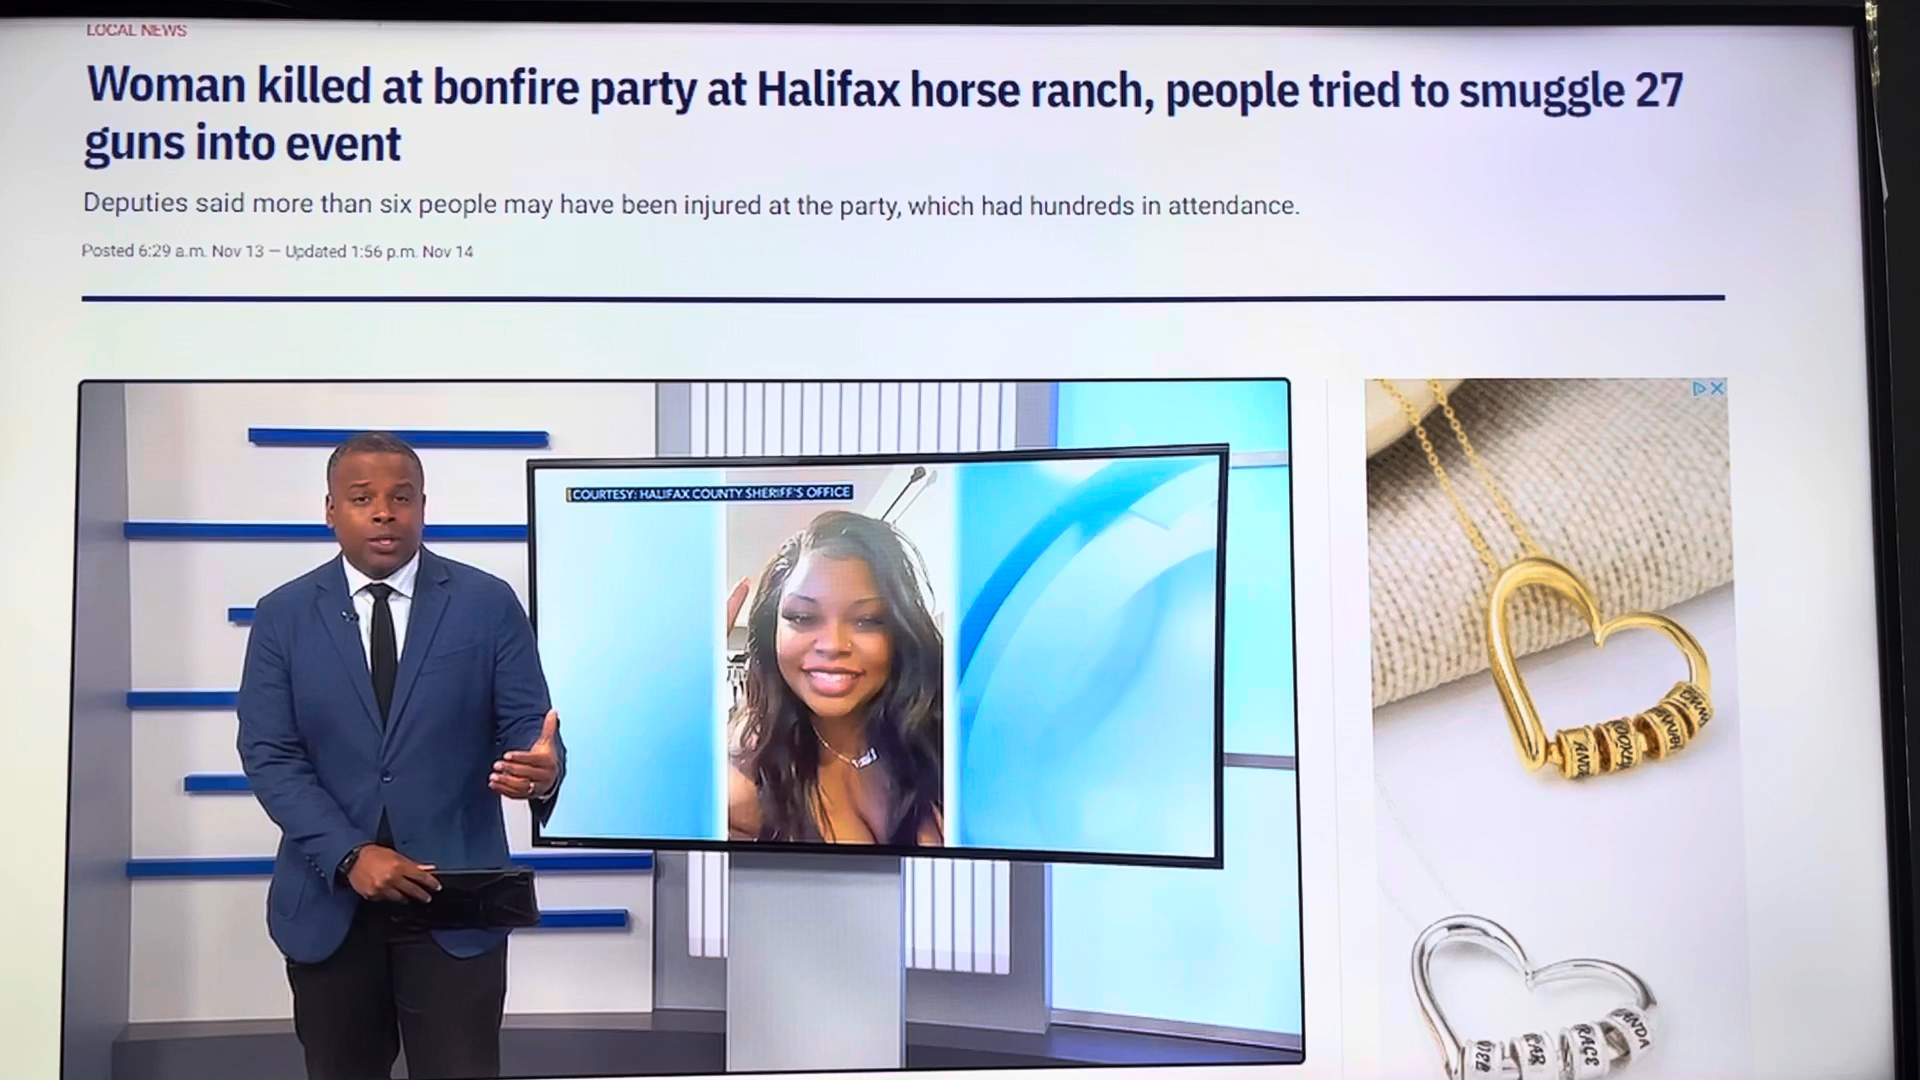 LOCAL NEWS
Woman killed at bonfire party at Halifax horse ranch, people tried to smuggle 27
guns into event
Deputies said more than six people may have been injured at the party, which had hundreds in attendance.
Posted 6:29 a.m. Nov 13 – Updated 1:56 p.m. Nov 14
COURTESY: HALIFAX COUNTY SHERIFF'S OFFICE